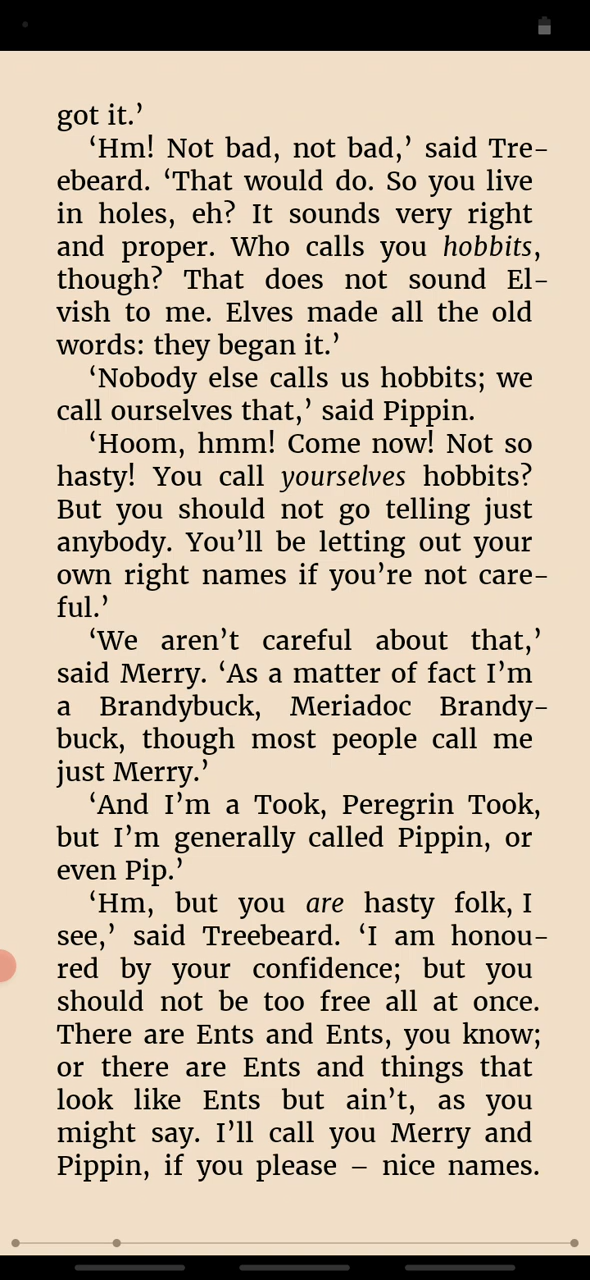 got it.’
‘Hm! Not bad, not bad,’ said Tre-
ebeard. ‘That would do. So you live
in holes, eh? It sounds very right
and proper. Who calls you hobbits,
though? That does not sound El-
vish to me. Elves made all the old
words: they began it.’
‘Nobody else calls us hobbits; we
call ourselves that,’ said Pippin.
‘Hoom, hmm! Come now! Not so
hasty! You call yourselves hobbits?
But you should not go telling just
anybody. You’ll be letting out your
own right names if you’re not care-
ful.’
‘We aren’t careful about that,’
said Merry. ‘As a matter of fact I’m
a Brandybuck, Meriadoc Brandy-
buck, though most people call me
just Merry.’
‘And I’m a Took, Peregrin Took,
but I’m generally called Pippin, or
even Pip.’
‘Hm, but you are hasty folk, I
see,’ said Treebeard. ‘I am honou-
red by your confidence; but you
should not be too free all at once.
There are Ents and Ents, you know;
or there are Ents and things that
look like Ents but ain’t, as you
might say. I’ll call you Merry and
Pippin, if you please – nice names.